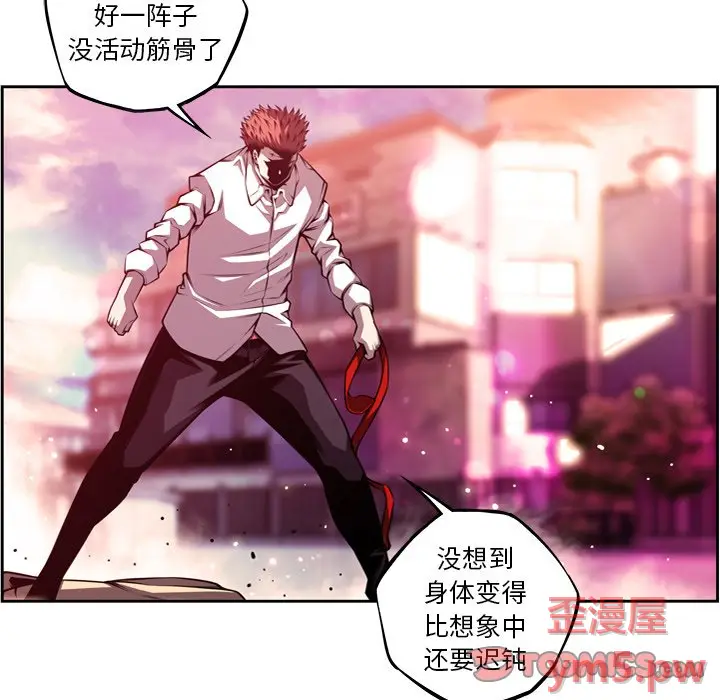 好一阵子
没活动筋骨了
没想到
身体变得
比想象中
还要迟钝
歪漫屋